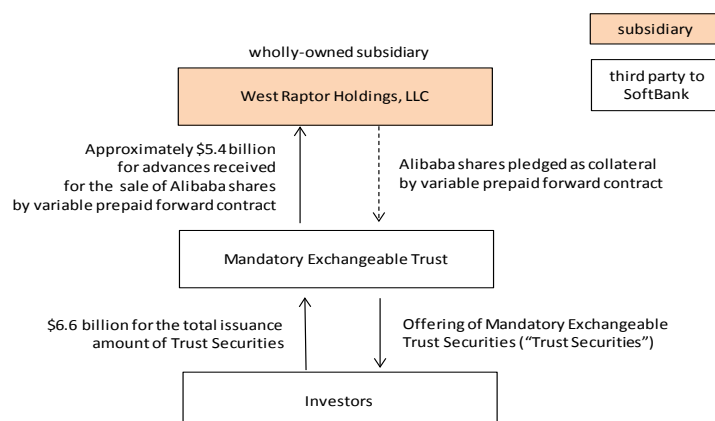 subsidiary
wholly-owned subsidiary
third party to
SoftBank
West Raptor Holdings, LLC
Approximately $5.4 billion
for advances received
for the sale of Alibaba shares
by variable prepaid forward contract
Alibaba shares pledged as collateral
by variable prepaid forward contract
Mandatory Exchangeable Trust
$6.6 billion for the total issuance
amount of Trust Securities
Offering of Mandatory Exchangeable
Trust Securities (“Trust Securities”)
Investors